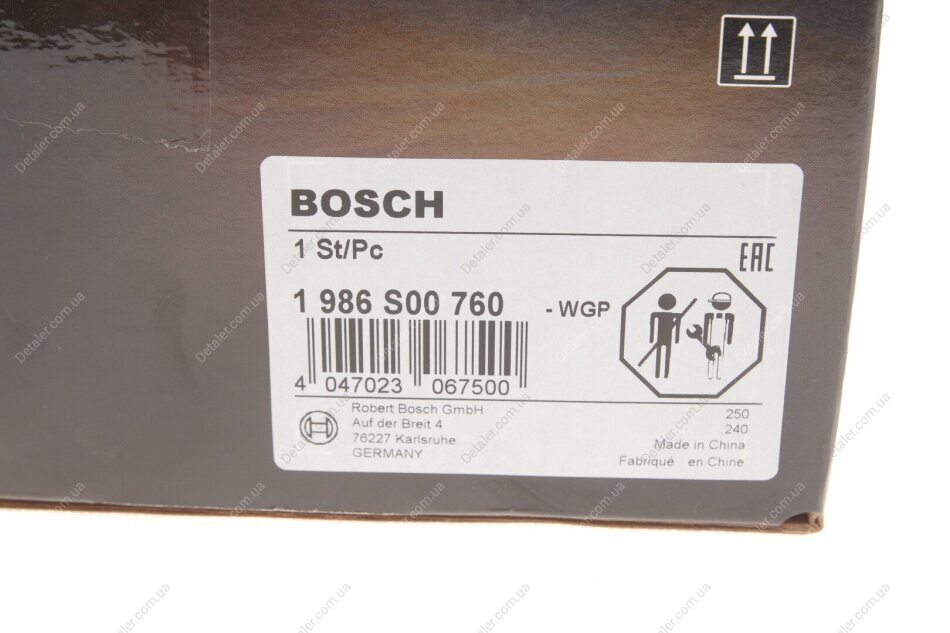 BOSCH
1 St/Pc
EAC
1 986 S00 760
- WGP
4 047023 067500
Robert Bosch GmbH
Auf der Breit 4
76227 Karlsruhe
GERMANY
250
240
Made in China
Fabriqué en Chine
Detaler.com.ua